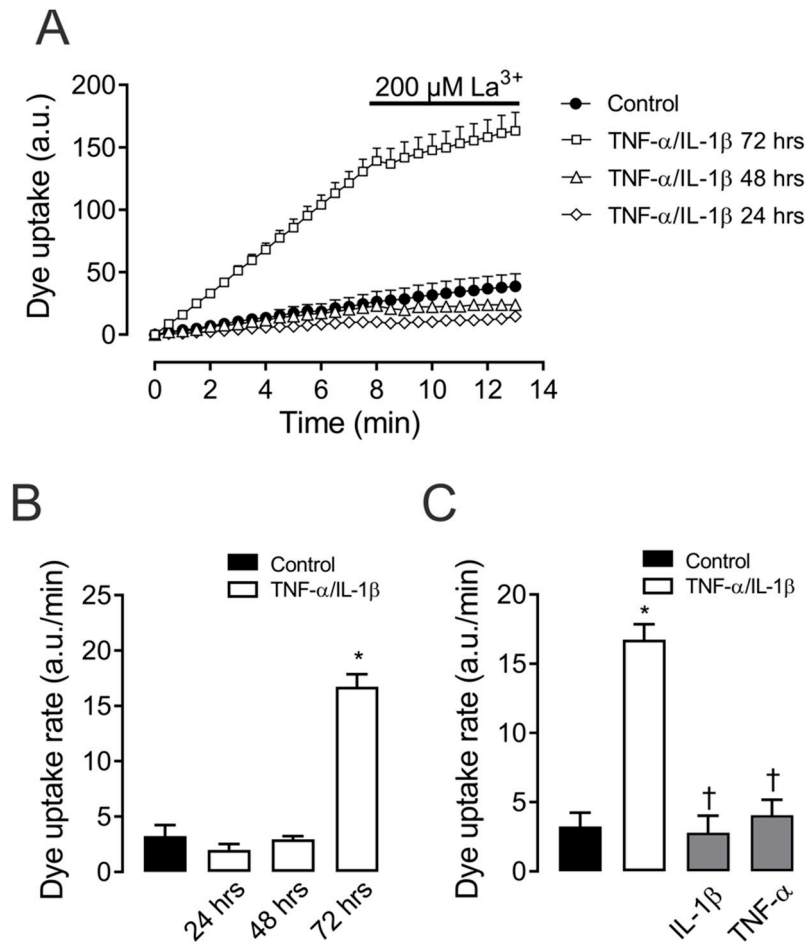 A
200 µM La³⁺
Dye uptake (a.u.)
200
150
100
50
0
0 2 4 6 8 10 12 14
Time (min)
Control
TNF-α/IL-1β 72 hrs
TNF-α/IL-1β 48 hrs
TNF-α/IL-1β 24 hrs
B
Control
TNF-α/IL-1β
Dye uptake rate (a.u./min)
25
20
15
10
5
0
*
24 hrs
48 hrs
72 hrs
C
Control
TNF-α/IL-1β
Dye uptake rate (a.u./min)
20
15
10
5
0
*
† †
IL-1β
TNF-α